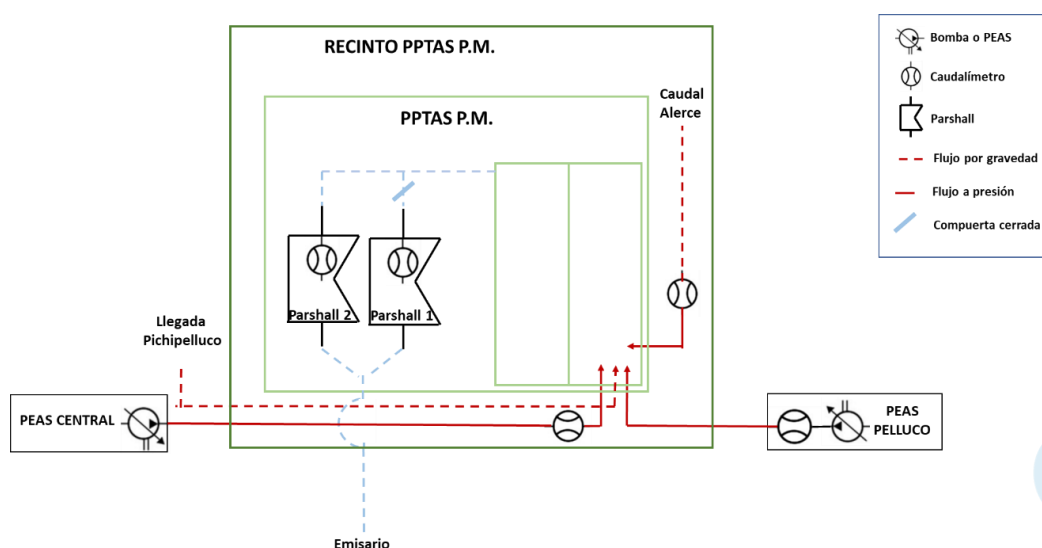 RECINTO PPTAS P.M.
PPTAS P.M.
Caudal
Alerce
Parshall 2
Parshall 1
Llegada
Pichipelluco
PEAS CENTRAL
PEAS
PELLUCO
Emisario
Bomba o PEAS
Caudalímetro
Parshall
Flujo por gravedad
Flujo a presión
Compuerta cerrada